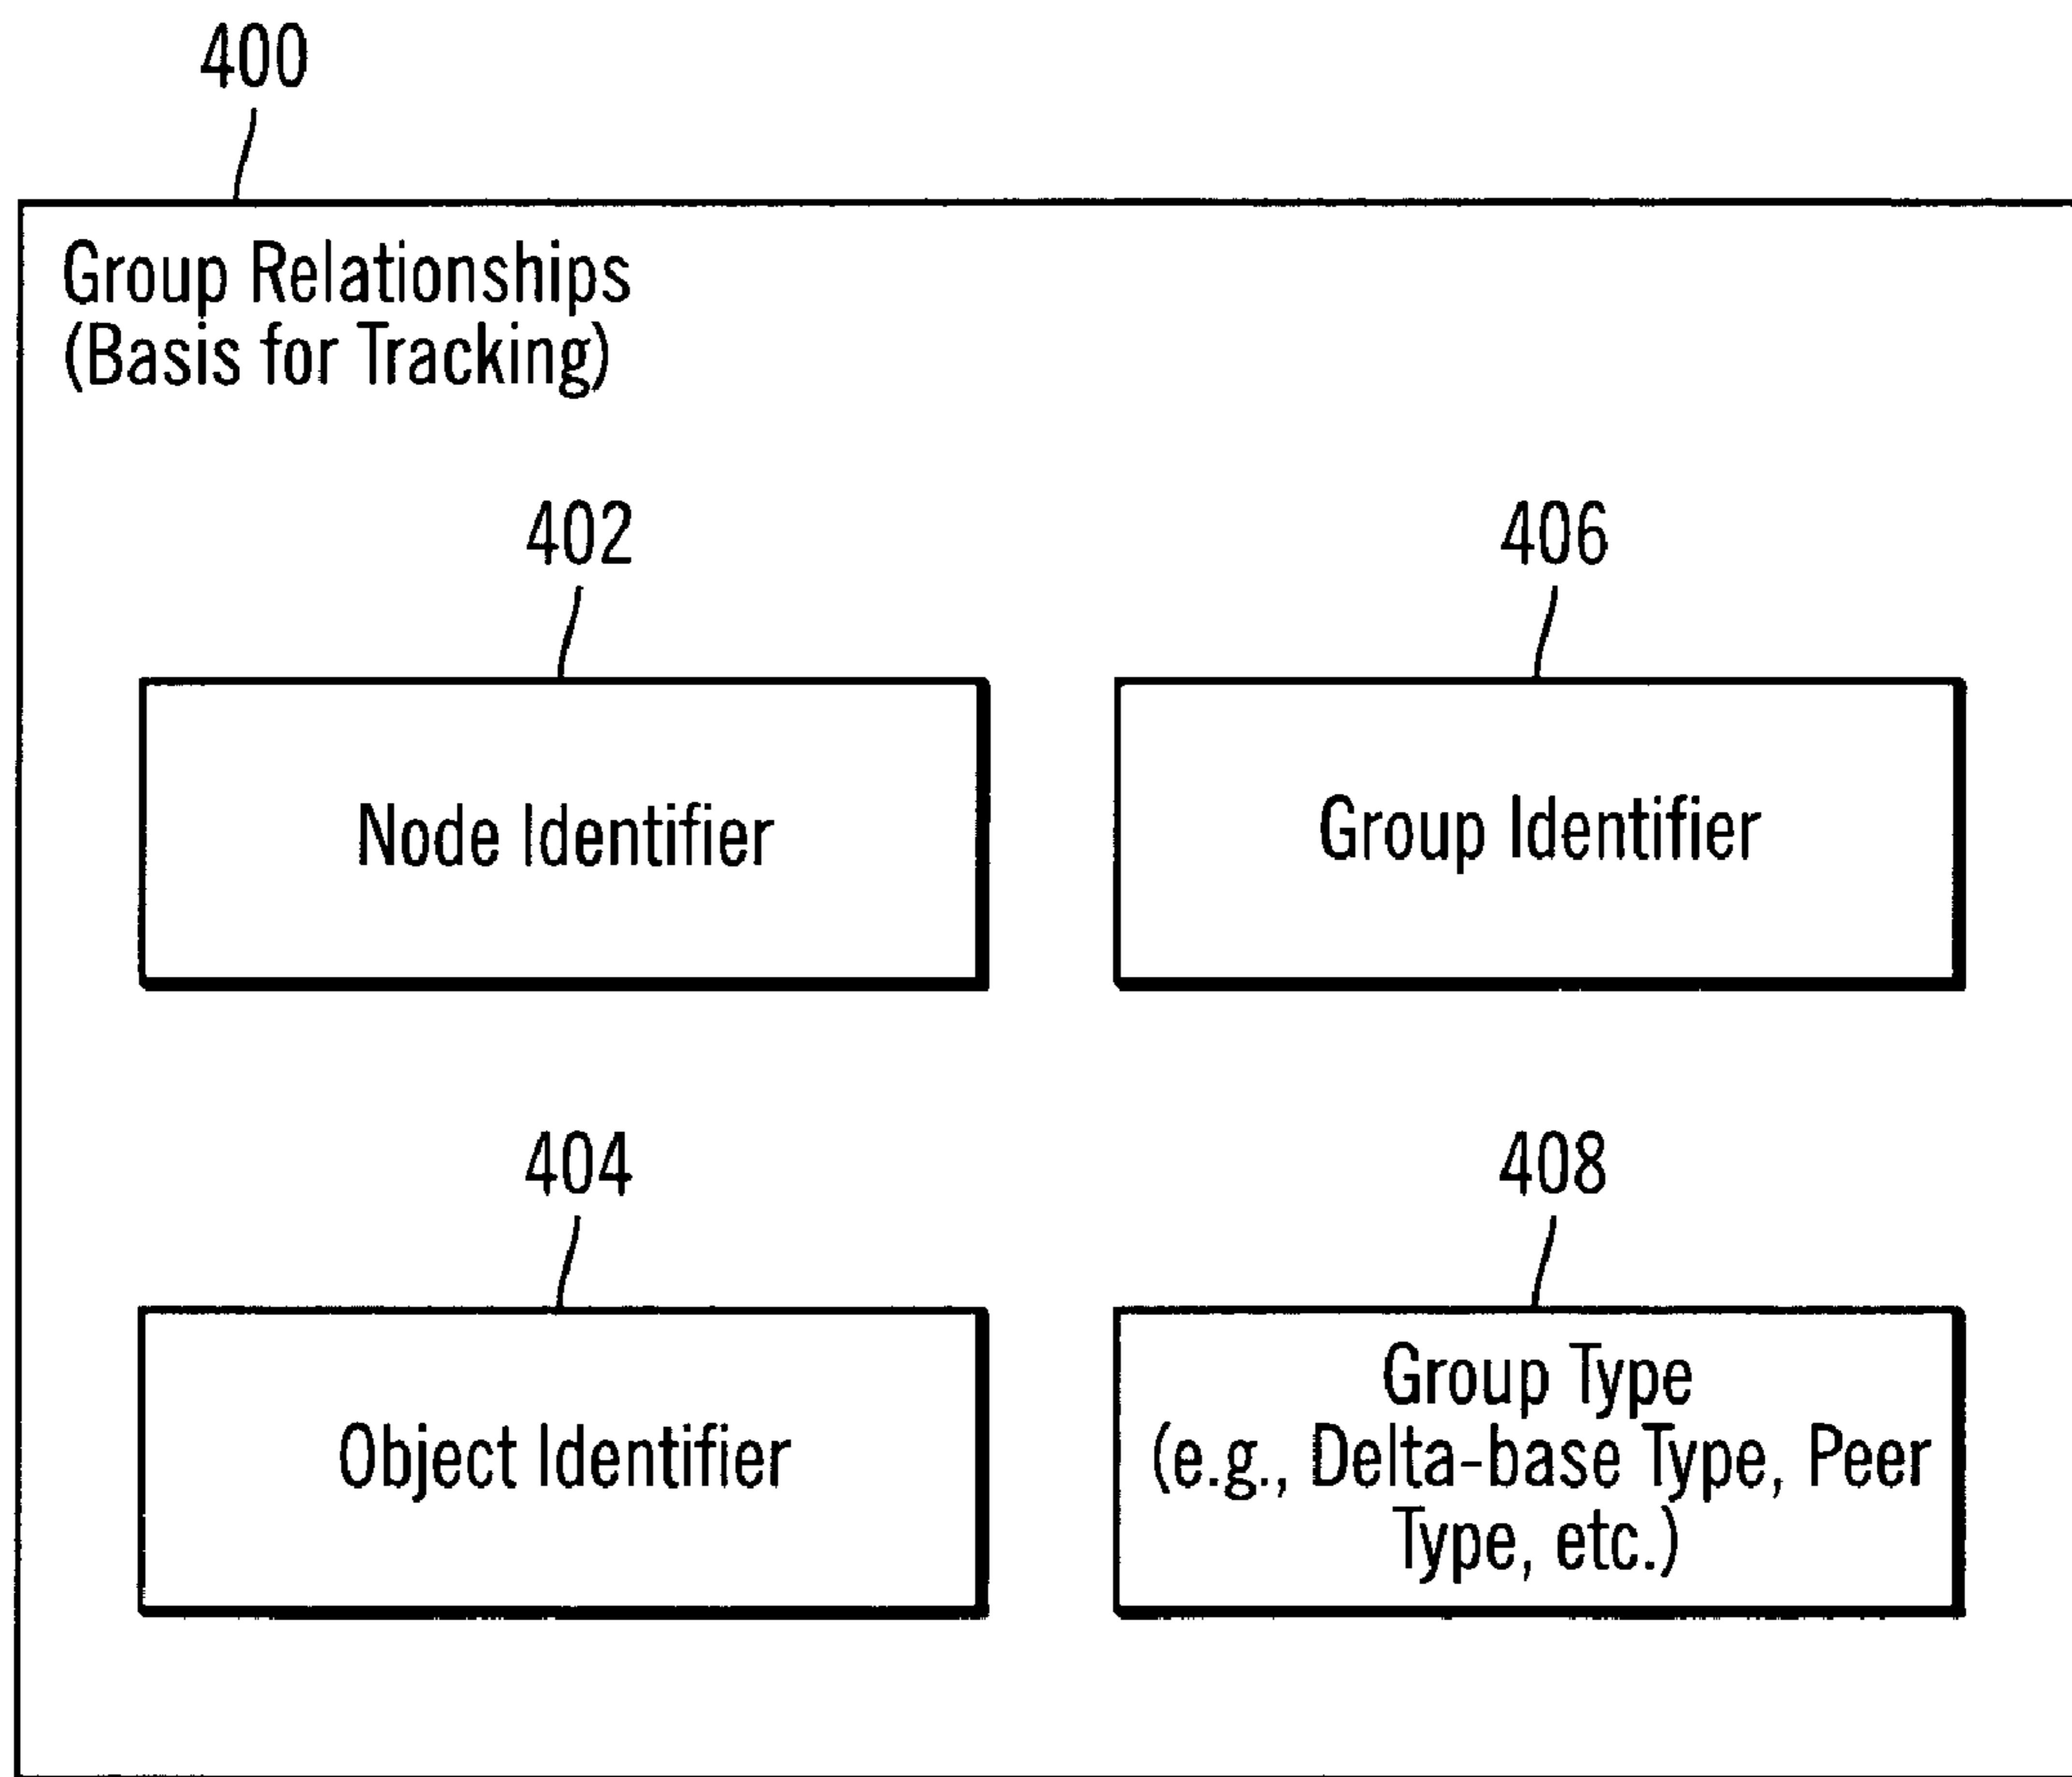 400
Group Relationships
(Basis for Tracking)
402
406
Node Identifier
Group Identifier
404
408
Object Identifier
Group Type
(e.g., Delta-base Type, Peer
Type, etc.)